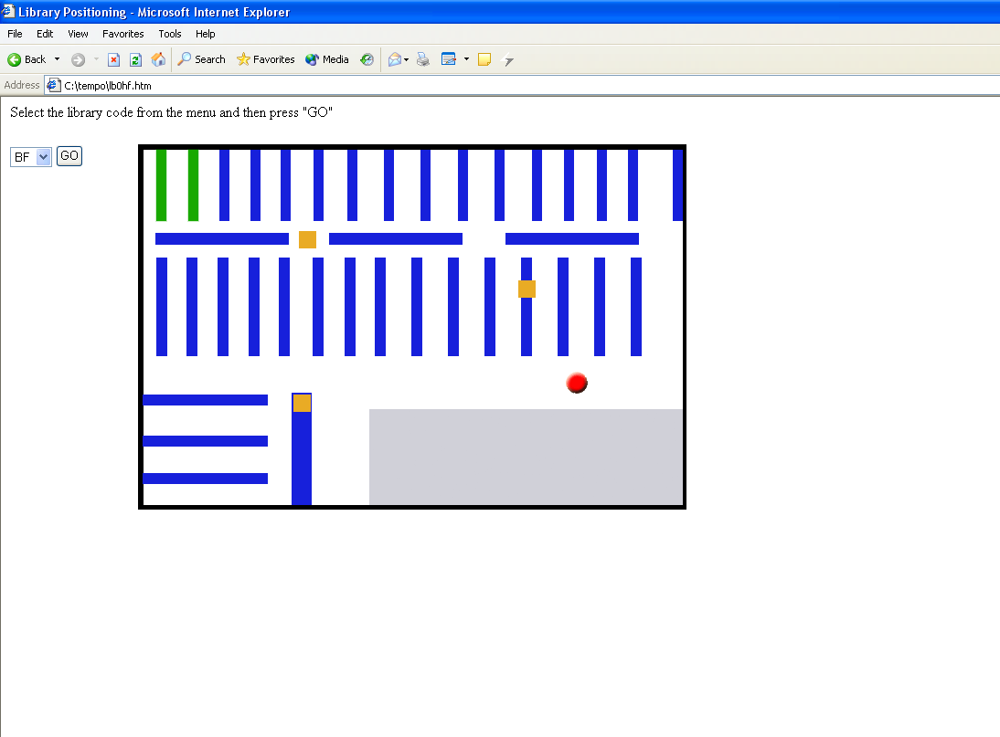 Library Positioning - Microsoft Internet Explorer
File Edit View Favorites Tools Help
Back Search Favorites Media
Address C:\tempo\lb0hf.htm
Select the library code from the menu and then press "GO"
BF GO